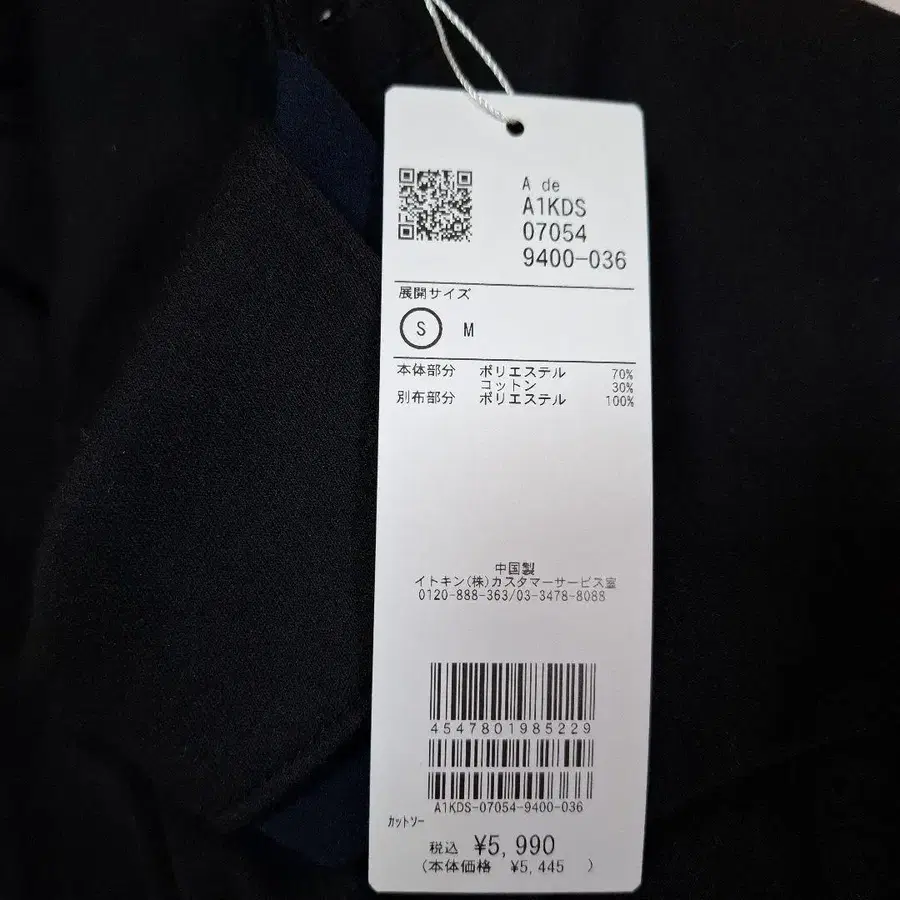 A de
A1KDS
07054
9400-036
展開サイズ
S M
本体部分 ポリエステル 70%
コットン 30%
別布部分 ポリエステル 100%
中国製
イトキン(株)カスタマーサービス室
0120-888-363/03-3478-8088
4547801985229
A1KDS-07054-9400-036
カットソー
税込 ¥5,990
(本体価格 ¥5,445 )